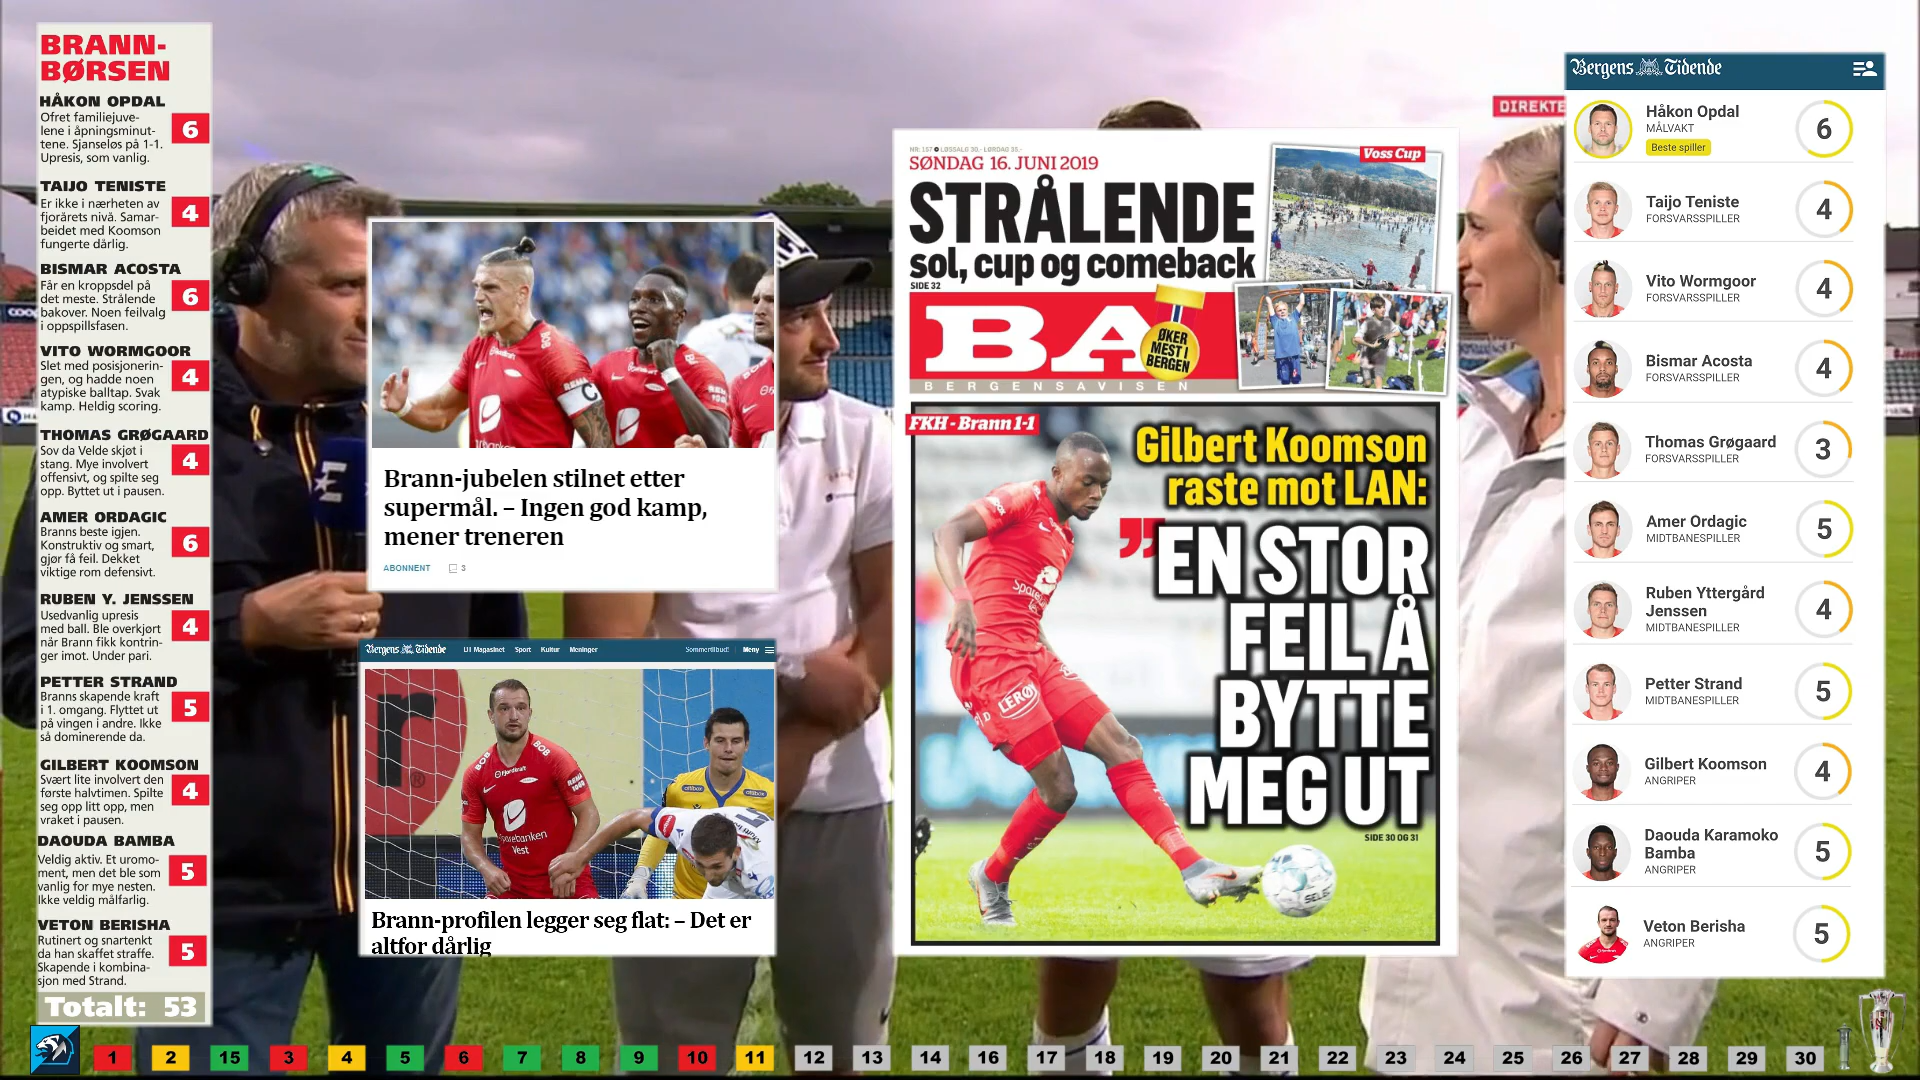 BRANN-
BØRSEN
HÅKON OPDAL
Ofret familiejuve-
lene i åpningsminut-
tene. Sjanseløs på 1-1.
Upresis, som vanlig.
6
TAIJO TENISTE
Er ikke i nærheten av
fjorårets nivå. Samar-
beidet med Koomson
fungerte dårlig.
4
BISMAR ACOSTA
Får en kroppsdel på
det meste. Strålende
bakover. Noen feilvalg
i oppspillsfasen.
6
VITO WORMGOOR
Slet med posisjonerin-
gen, og hadde noen
atypiske balltap. Svak
kamp. Heldig scoring.
4
THOMAS GRØGAARD
Sov da Velde skjøt i
stang. Mye involvert
offensivt, og spilte seg
opp. Byttet ut i pausen.
4
AMER ORDAGIC
Branns beste igjen.
Konstruktiv og smart,
gjør få feil. Dekket
viktige rom defensivt.
6
RUBEN Y. JENSSEN
Usedvanlig upresis
med ball. Ble overkjørt
når Brann fikk kontrin-
ger imot. Under pari.
4
PETTER STRAND
Branns skapende kraft
i 1. omgang. Flyttet ut
på vingen i andre. Ikke
så dominerende da.
5
GILBERT KOOMSON
Svært lite involvert den
første halvtimen. Spilte
seg opp litt opp, men
vraket i pausen.
4
DAOUDA BAMBA
Veldig aktiv. Et uromo-
ment, men det ble som
vanlig for mye nesten.
Ikke veldig målfarlig.
5
VETON BERISHA
Rutinert og snartenkt
da han skaffet straffe.
Skapende i kombina-
sjon med Strand.
5
Totalt: 53
Brann-jubelen stilnet etter
supermål. – Ingen god kamp,
mener treneren
ABONNENT 3
Bergens Tidende
BT Magasinet Sport Kultur Meninger
Sommertilbud! Meny
BOB
BOB
Sparebanken
Vest
Brann-profilen legger seg flat: – Det er
altfor dårlig
NR. 157 LØSSALG 30,- LØRDAG 35,-
SØNDAG 16. JUNI 2019
STRÅLENDE
sol, cup og comeback
SIDE 32
Voss Cup
BA
BERGENSAVISEN
ØKER
MEST I
BERGEN
FKH - Brann 1-1
Gilbert Koomson
raste mot LAN:
"EN STOR
FEIL Å
BYTTE
MEG UT
SIDE 30 OG 31
LERØY
DIREKTE
Bergens Tidende
Håkon Opdal
MÅLVAKT
Beste spiller
6
Taijo Teniste
FORSVARSSPILLER
4
Vito Wormgoor
FORSVARSSPILLER
4
Bismar Acosta
FORSVARSSPILLER
4
Thomas Grøgaard
FORSVARSSPILLER
3
Amer Ordagic
MIDTBANESPILLER
5
Ruben Yttergård
Jenssen
MIDTBANESPILLER
4
Petter Strand
MIDTBANESPILLER
5
Gilbert Koomson
ANGRIPER
4
Daouda Karamoko
Bamba
ANGRIPER
5
Veton Berisha
ANGRIPER
5
1 2 15 3 4 5 6 7 8 9 10 11 12 13 14 16 17 18 19 20 21 22 23 24 25 26 27 28 29 30